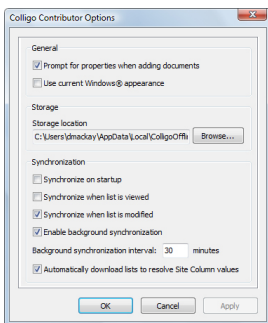 Colligo Contributor Options
General
Prompt for properties when adding documents
Use current Windows® appearance
Storage
Storage location
C:\Users\dmackay\AppData\Local\ColligoOffli Browse...
Synchronization
Synchronize on startup
Synchronize when list is viewed
Synchronize when list is modified
Enable background synchronization
Background synchronization interval: 30 minutes
Automatically download lists to resolve Site Column values
OK Cancel Apply